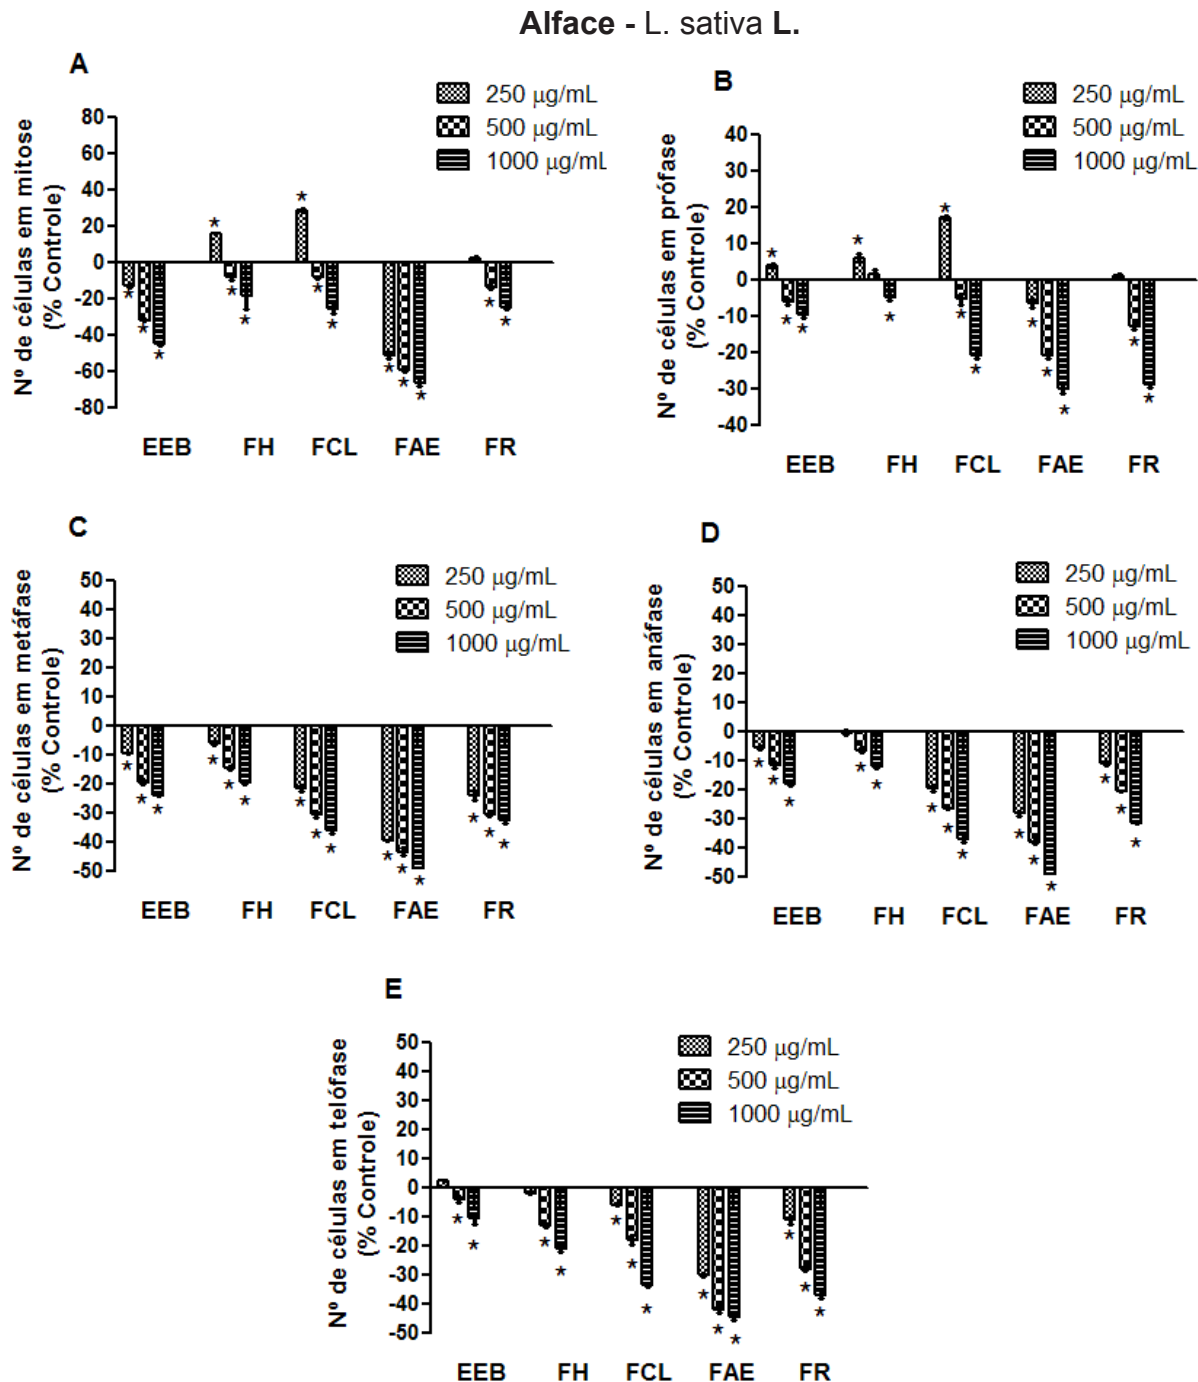 Alface - L. sativa L.
A
250 µg/mL
500 µg/mL
1000 µg/mL
Nº de células em mitose
(% Controle)
80
60
40
20
0
-20
-40
-60
-80
* * * * * * * * * * * * * *
EEB FH FCL FAE FR
B
250 µg/mL
500 µg/mL
1000 µg/mL
Nº de células em prófase
(% Controle)
40
30
20
10
0
-10
-20
-30
-40
* * * * * * * * * * * * *
EEB FH FCL FAE FR
C
250 µg/mL
500 µg/mL
1000 µg/mL
Nº de células em metáfase
(% Controle)
50
40
30
20
10
0
-10
-20
-30
-40
-50
* * * * * * * * * * * * * * *
EEB FH FCL FAE FR
D
250 µg/mL
500 µg/mL
1000 µg/mL
Nº de células em anáfase
(% Controle)
50
40
30
20
10
0
-10
-20
-30
-40
-50
* * * * * * * * * * * * * *
EEB FH FCL FAE FR
E
250 µg/mL
500 µg/mL
1000 µg/mL
Nº de células em telófase
(% Controle)
50
40
30
20
10
0
-10
-20
-30
-40
-50
* * * * * * * * * * * * *
EEB FH FCL FAE FR